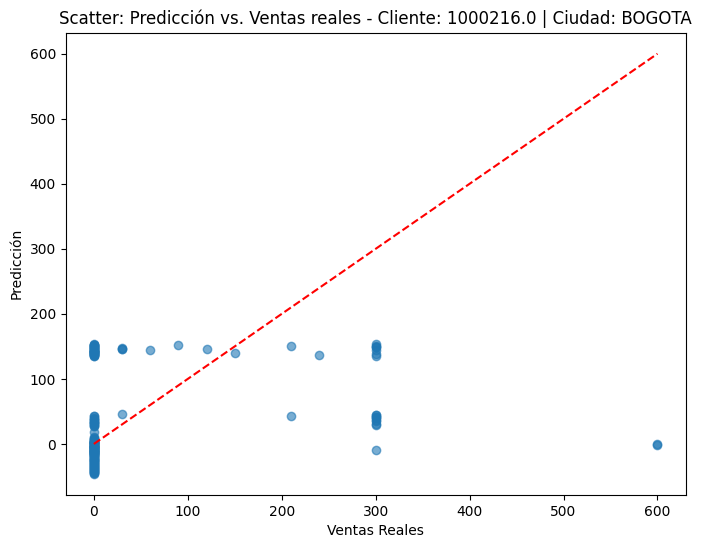 Scatter: Predicción vs. Ventas reales - Cliente: 1000216.0 | Ciudad: BOGOTA
600
500
400
300
200
100
0
Predicción
0 100 200 300 400 500 600
Ventas Reales